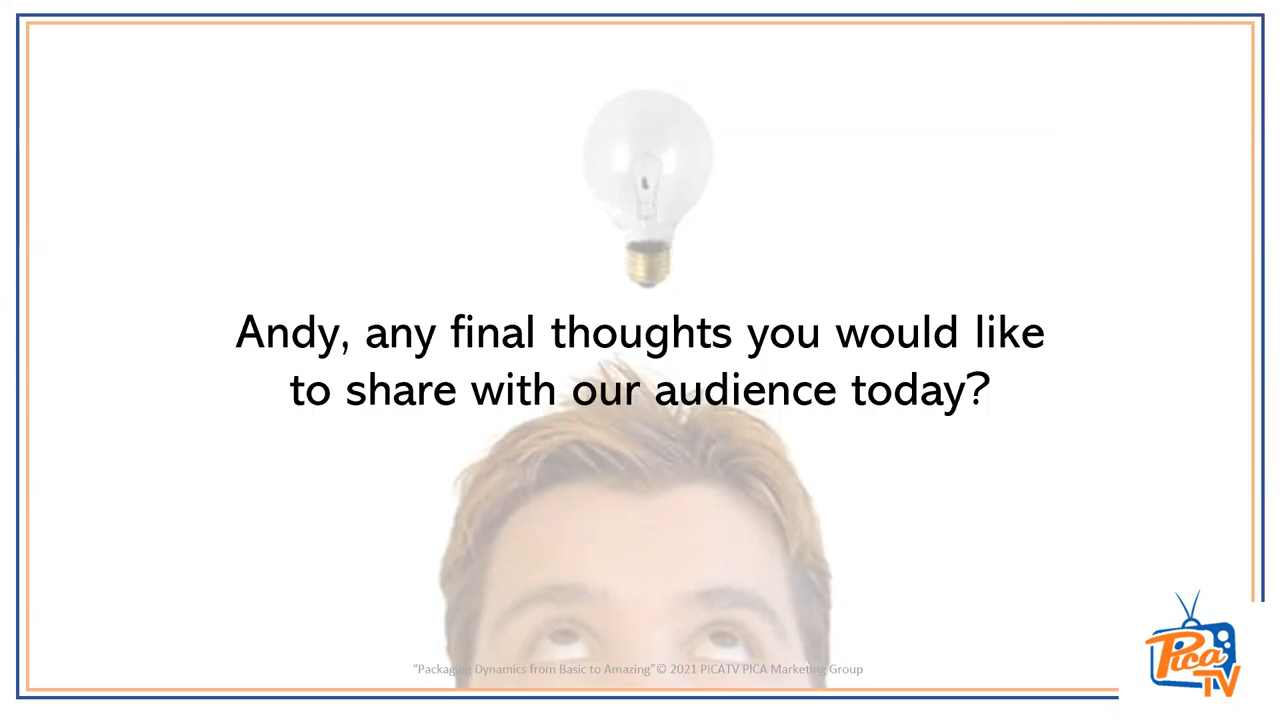 Andy, any final thoughts you would like
to share with our audience today?
“Packaging Dynamics from Basic to Amazing”© 2021 PICATV PICA Marketing Group
Pica
TV